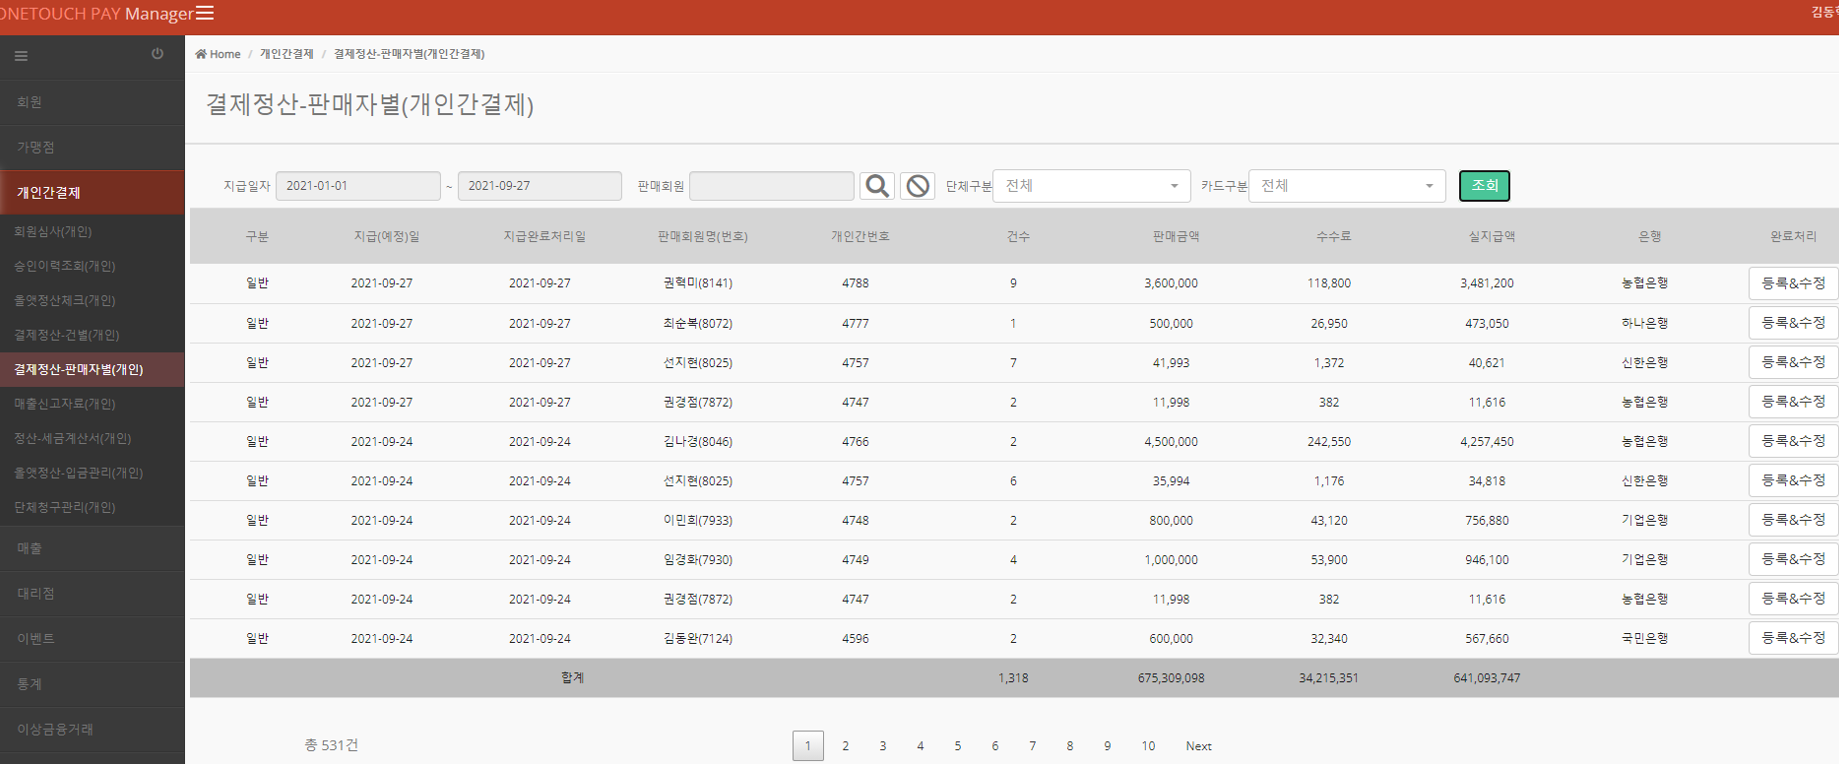 ONETOUCH PAY Manager
Home / 개인간결제 / 결제정산-판매자별(개인간결제)
회원
가맹점
개인간결제
회원심사(개인)
승인이력조회(개인)
올앳정산체크(개인)
결제정산-건별(개인)
결제정산-판매자별(개인)
매출신고자료(개인)
정산-세금계산서(개인)
올앳정산-입금관리(개인)
단체청구관리(개인)
매출
대리점
이벤트
통계
이상금융거래
결제정산-판매자별(개인간결제)
지급일자 2021-01-01 ~ 2021-09-27 판매회원 단체구분 전체 카드구분 전체 조회
구분 지급(예정)일 지급완료처리일 판매회원명(번호) 개인간번호 건수 판매금액 수수료 실지급액 은행 완료처리
일반 2021-09-27 2021-09-27 권혁미(8141) 4788 9 3,600,000 118,800 3,481,200 농협은행 등록&수정
일반 2021-09-27 2021-09-27 최순복(8072) 4777 1 500,000 26,950 473,050 하나은행 등록&수정
일반 2021-09-27 2021-09-27 선지현(8025) 4757 7 41,993 1,372 40,621 신한은행 등록&수정
일반 2021-09-27 2021-09-27 권경점(7872) 4747 2 11,998 382 11,616 농협은행 등록&수정
일반 2021-09-24 2021-09-24 김나경(8046) 4766 2 4,500,000 242,550 4,257,450 농협은행 등록&수정
일반 2021-09-24 2021-09-24 선지현(8025) 4757 6 35,994 1,176 34,818 신한은행 등록&수정
일반 2021-09-24 2021-09-24 이민희(7933) 4748 2 800,000 43,120 756,880 기업은행 등록&수정
일반 2021-09-24 2021-09-24 임경화(7930) 4749 4 1,000,000 53,900 946,100 기업은행 등록&수정
일반 2021-09-24 2021-09-24 권경점(7872) 4747 2 11,998 382 11,616 농협은행 등록&수정
일반 2021-09-24 2021-09-24 김동완(7124) 4596 2 600,000 32,340 567,660 국민은행 등록&수정
합계 1,318 675,309,098 34,215,351 641,093,747
총 531건
1 2 3 4 5 6 7 8 9 10 Next